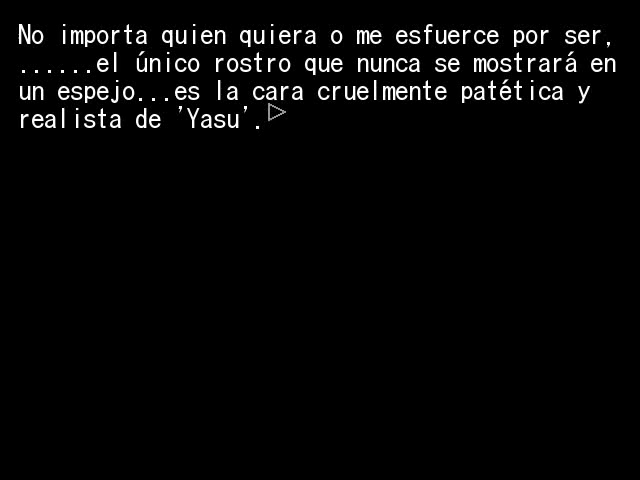 No importa quien quiera o me esfuerce por ser,
......el único rostro que nunca se mostrará en
un espejo...es la cara cruelmente patética y
realista de 'Yasu'.